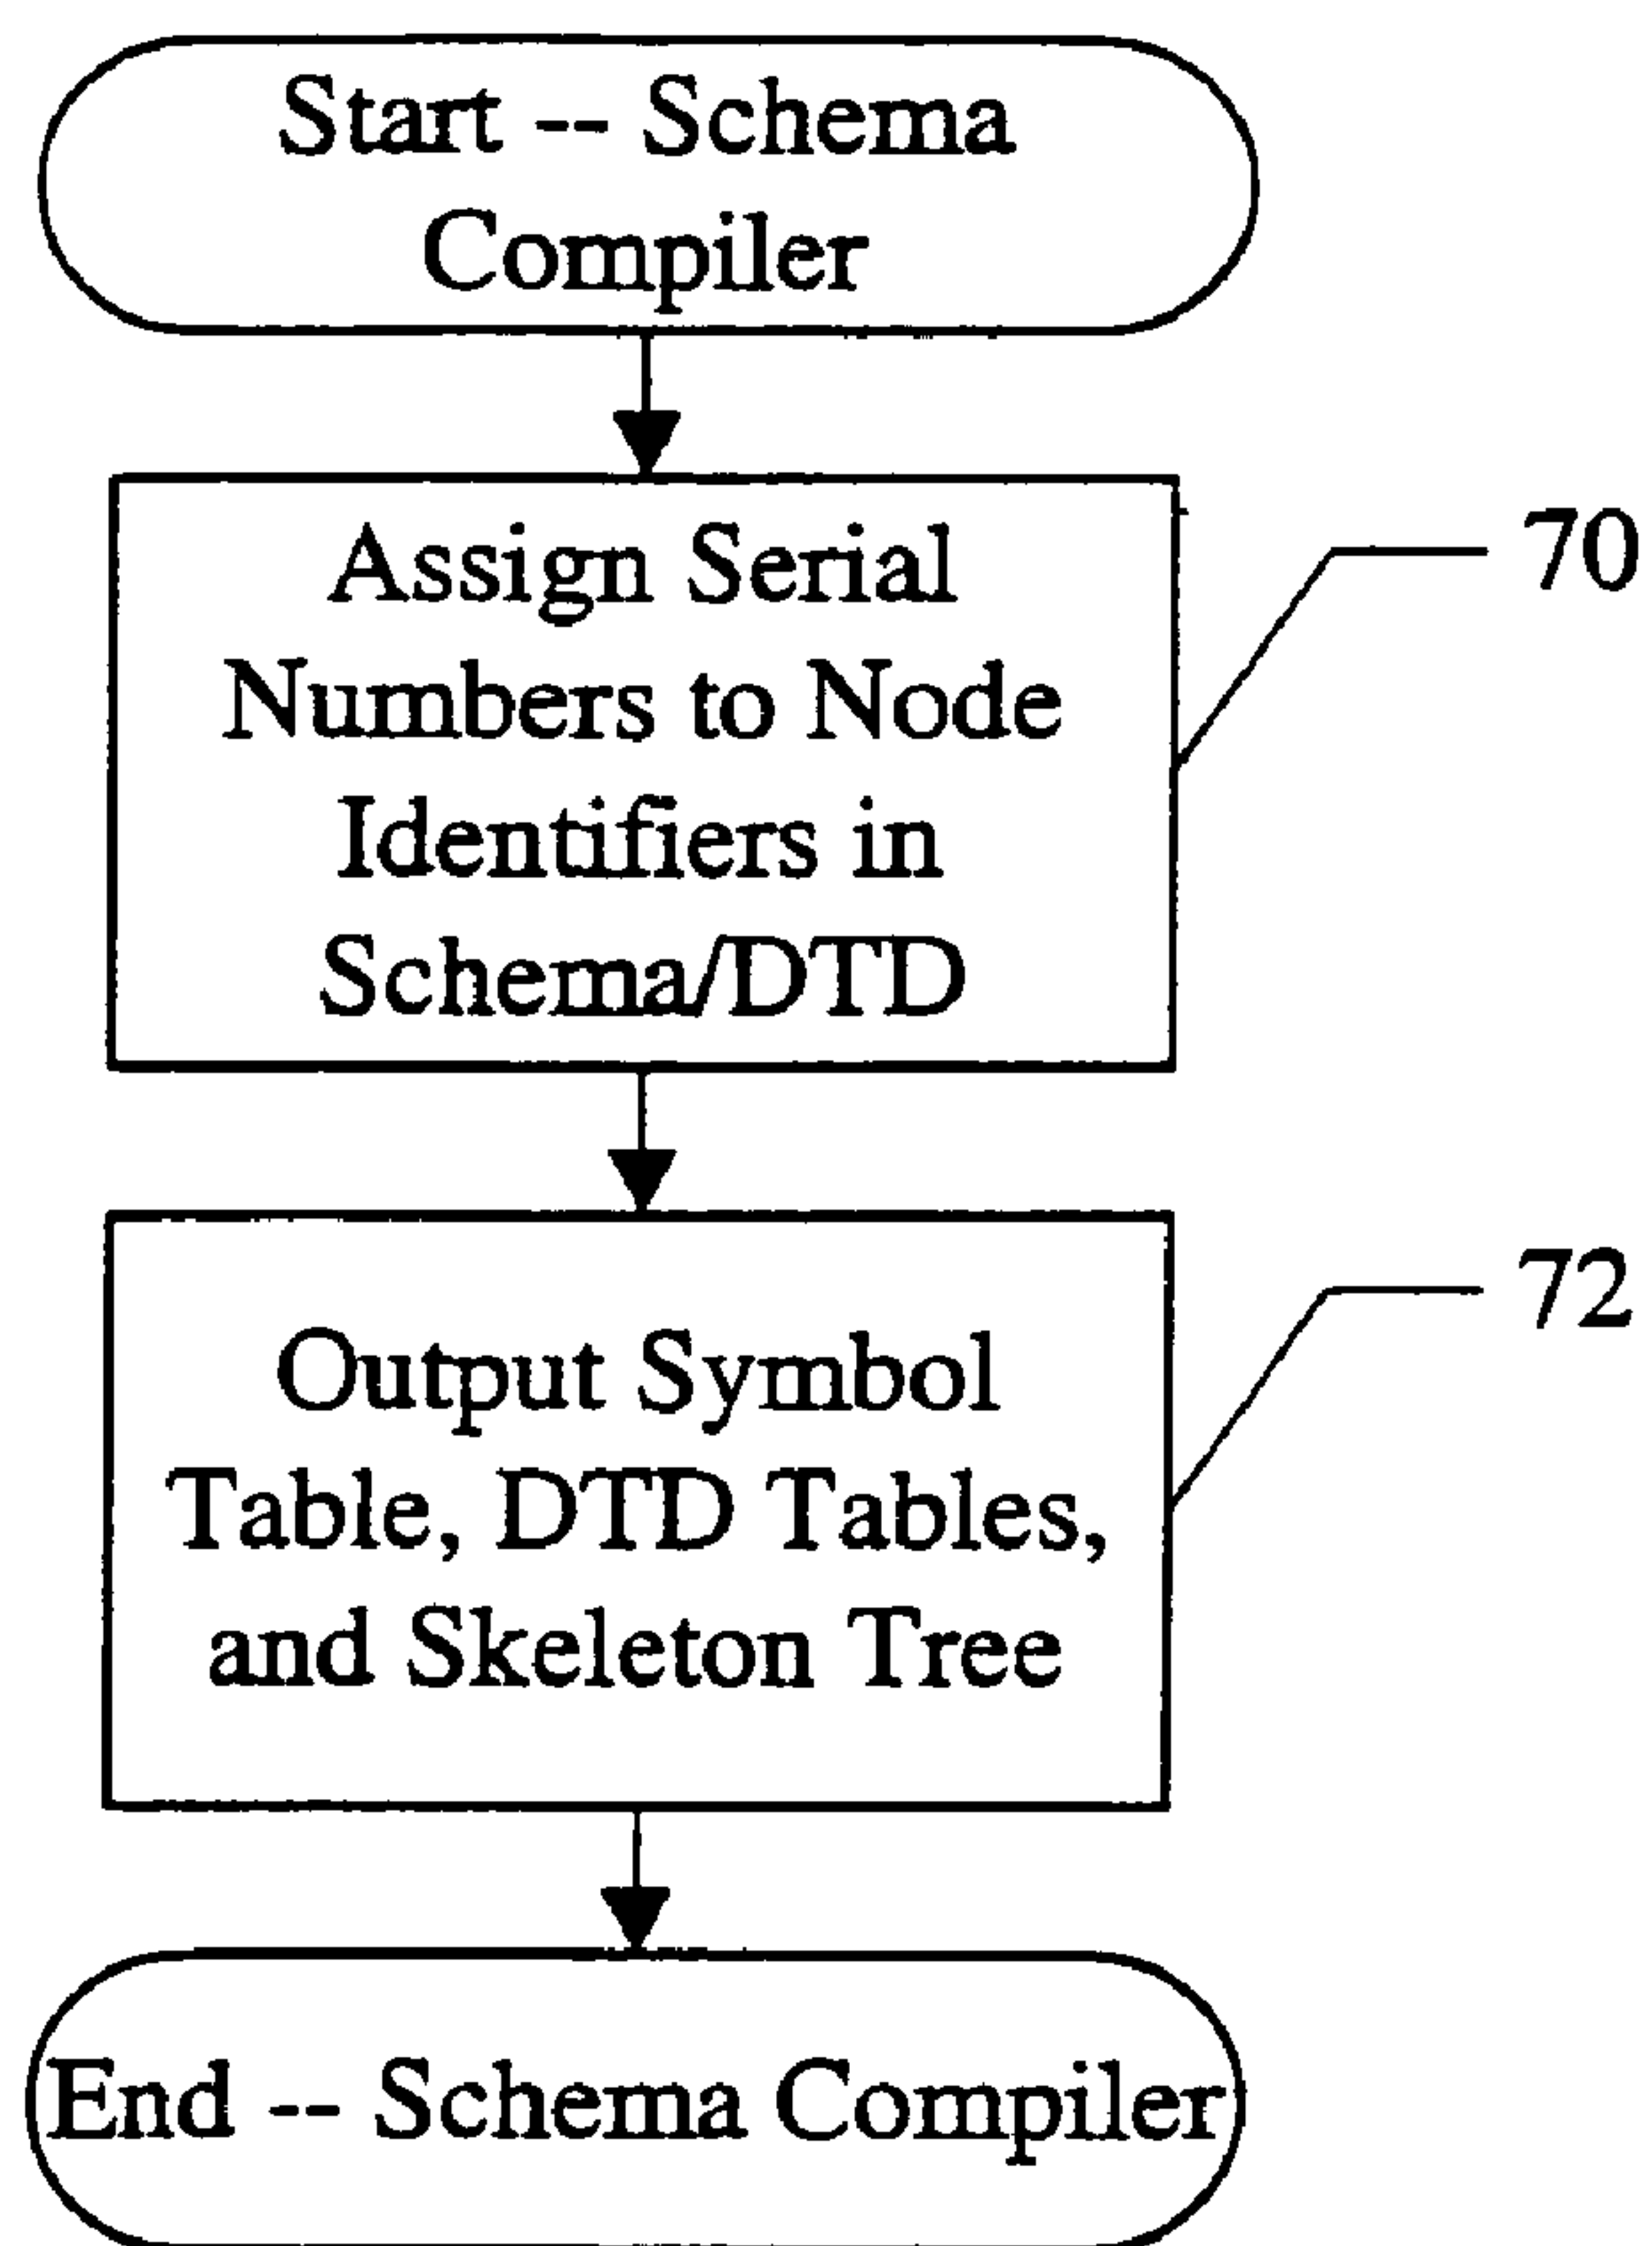 Start -- Schema
Compiler
Assign Serial
Numbers to Node
Identifiers in
Schema/DTD
70
Output Symbol
Table, DTD Tables,
and Skeleton Tree
72
End -- Schema Compiler